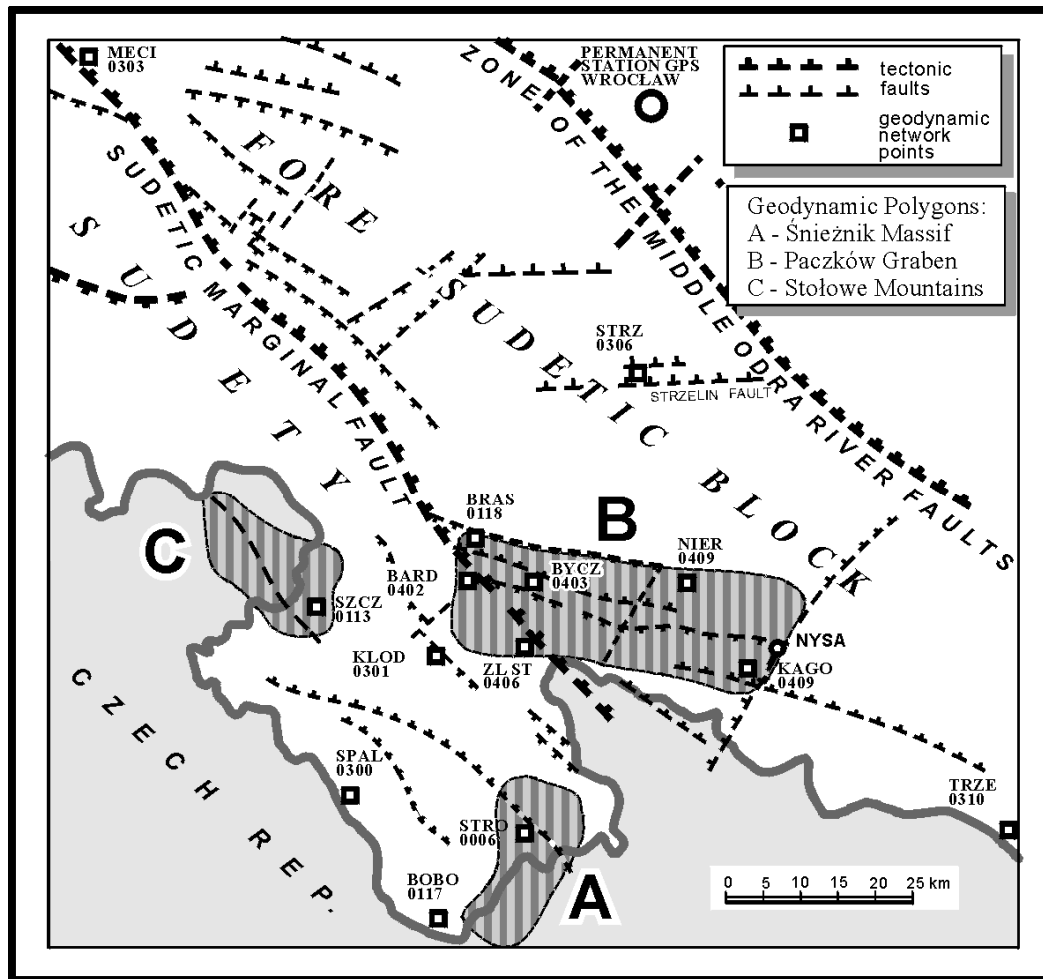 MECI
0303
PERMANENT
STATION GPS
WROCŁAW
tectonic
faults
geodynamic
network
points
Geodynamic Polygons:
A - Śnieżnik Massif
B - Paczków Graben
C - Stołowe Mountains
ZONE OF THE MIDDLE ODRA RIVER FAULTS
FORE SUDETIC BLOCK
SUDETY
SUDETIC MARGINAL FAULT
STRZ
0306
STRZELIN FAULT
BRAS
0118
B
C
BARD
0402
BYCZ
0403
NIER
0409
SZCZ
0113
NYSA
KLOD
0301
ZL ST
0406
KAGO
0409
CZECH REP.
SPAL
0300
TRZE
0310
STRO
0006
BOBO
0117
A
0 5 10 15 20 25 km